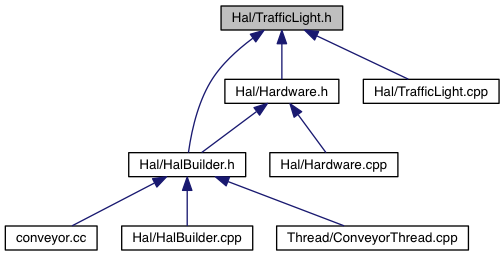 Hal/TrafficLight.h
Hal/Hardware.h
Hal/TrafficLight.cpp
Hal/HalBuilder.h
Hal/Hardware.cpp
conveyor.cc
Hal/HalBuilder.cpp
Thread/ConveyorThread.cpp